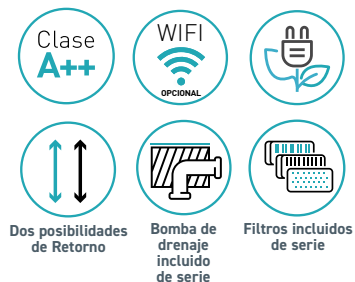 Clase
A++
WIFI
OPCIONAL
Dos posibilidades
de Retorno
Bomba de
drenaje
incluido
de serie
Filtros incluidos
de serie